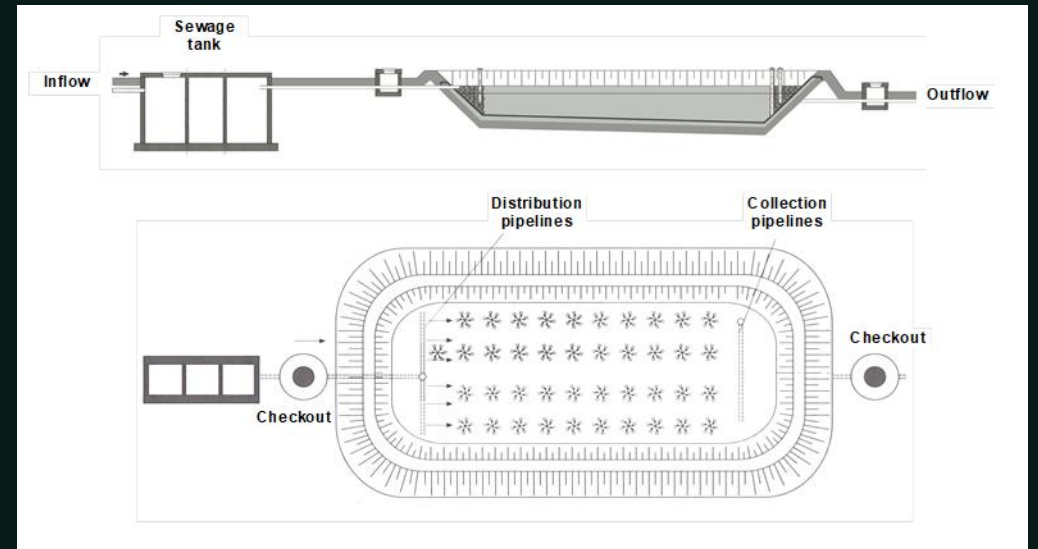 Sewage
tank
Inflow
Outflow
Distribution
pipelines
Collection
pipelines
Checkout
Checkout